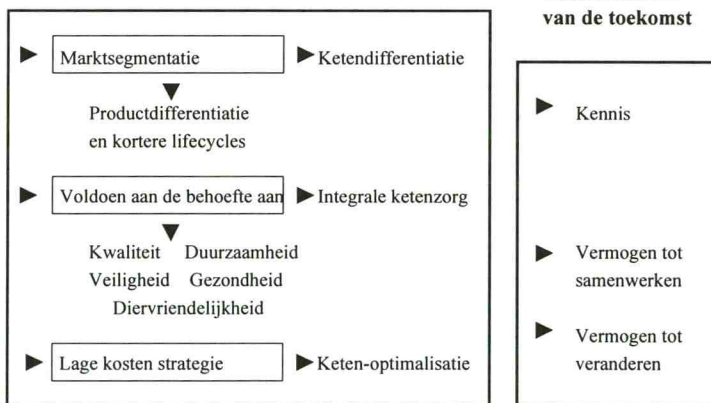 van de toekomst
Marktsegmentatie
Ketendifferentiatie
Productdifferentiatie
en kortere lifecycles
Voldoen aan de behoefte aan
Integrale ketenzorg
Kwaliteit Duurzaamheid
Veiligheid Gezondheid
Diervriendelijkheid
Lage kosten strategie
Keten-optimalisatie
Kennis
Vermogen tot
samenwerken
Vermogen tot
veranderen